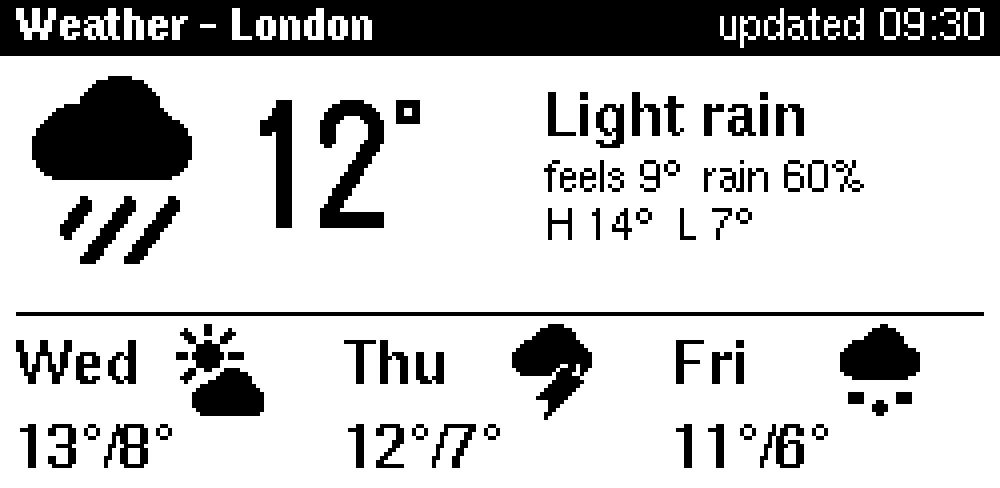 Weather - London updated 09:30
12°
Light rain
feels 9° rain 60%
H 14° L 7°
Wed Thu Fri
13°/8° 12°/7° 11°/6°